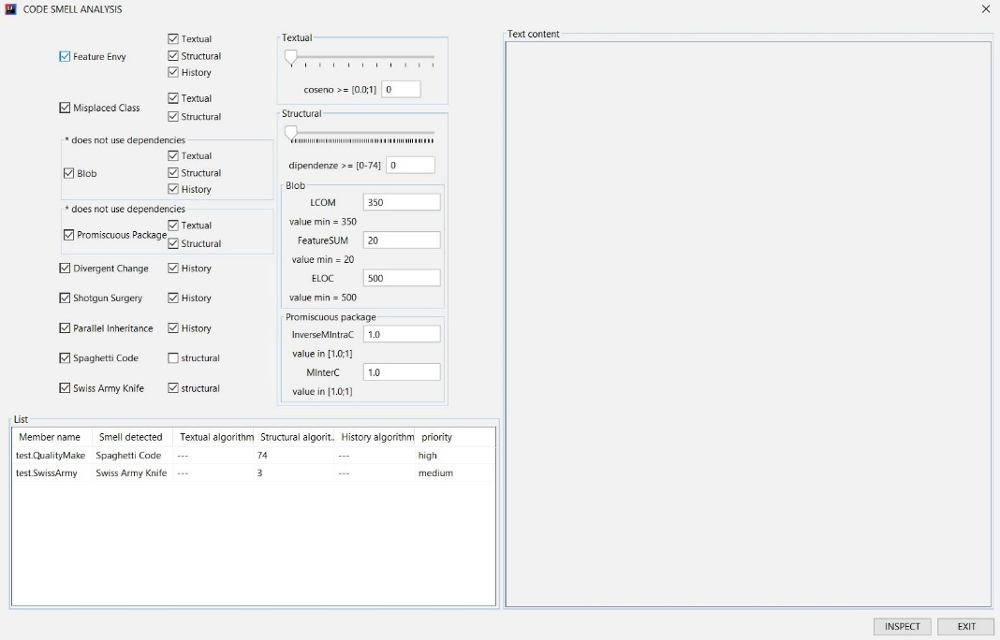 CODE SMELL ANALYSIS
Feature Envy
Textual
Structural
History
Misplaced Class
Textual
Structural
* does not use dependencies
Blob
Textual
Structural
History
* does not use dependencies
Promiscuous Package
Textual
Structural
Divergent Change
History
Shotgun Surgery
History
Parallel Inheritance
History
Spaghetti Code
structural
Swiss Army Knife
structural
Textual
coseno >= [0.0;1] 0
Structural
dipendenze >= [0-74] 0
Blob
LCOM 350
value min = 350
FeatureSUM 20
value min = 20
ELOC 500
value min = 500
Promiscuous package
InverseMIntraC 1.0
value in [1.0;1]
MInterC 1.0
value in [1.0;1]
Text content
List
Member name Smell detected Textual algorithm Structural algorit... History algorithm priority
test.QualityMake Spaghetti Code --- 74 --- high
test.SwissArmy Swiss Army Knife --- 3 --- medium
INSPECT EXIT